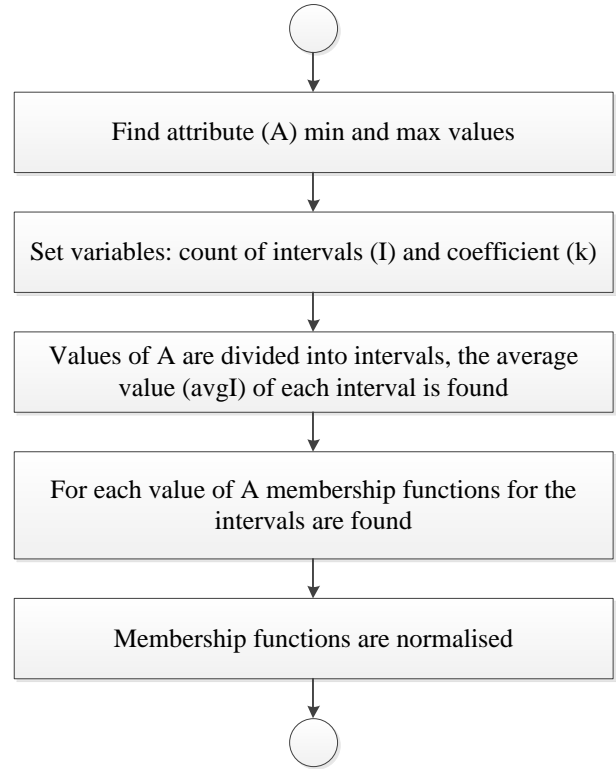 Find attribute (A) min and max values
Set variables: count of intervals (I) and coefficient (k)
Values of A are divided into intervals, the average
value (avgI) of each interval is found
For each value of A membership functions for the
intervals are found
Membership functions are normalised